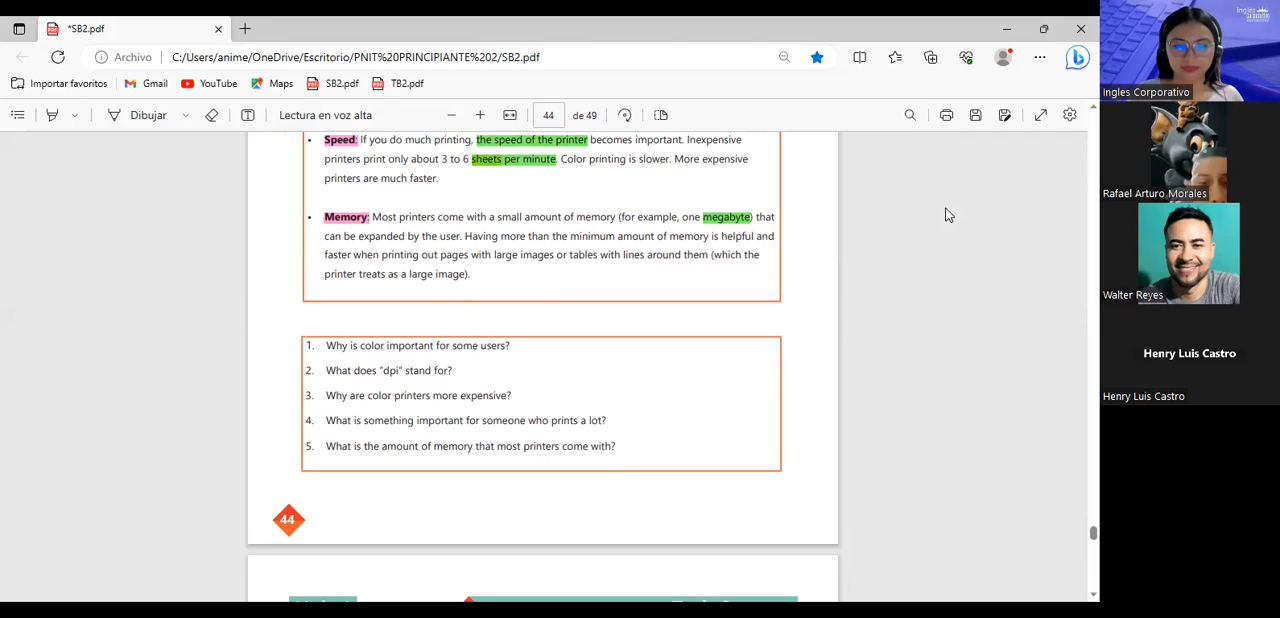 *SB2.pdf
Archivo
C:/Users/anime/OneDrive/Escritorio/PNIT%20PRINCIPIANTE%202/SB2.pdf
Importar favoritos
Gmail
YouTube
Maps
SB2.pdf
TB2.pdf
Dibujar
Lectura en voz alta
44
de 49
• Speed: If you do much printing, the speed of the printer becomes important. Inexpensive
printers print only about 3 to 6 sheets per minute. Color printing is slower. More expensive
printers are much faster.
• Memory: Most printers come with a small amount of memory (for example, one megabyte) that
can be expanded by the user. Having more than the minimum amount of memory is helpful and
faster when printing out pages with large images or tables with lines around them (which the
printer treats as a large image).
1. Why is color important for some users?
2. What does "dpi" stand for?
3. Why are color printers more expensive?
4. What is something important for someone who prints a lot?
5. What is the amount of memory that most printers come with?
44
Ingles Corporativo
Rafael Arturo Morales
Walter Reyes
Henry Luis Castro
Henry Luis Castro